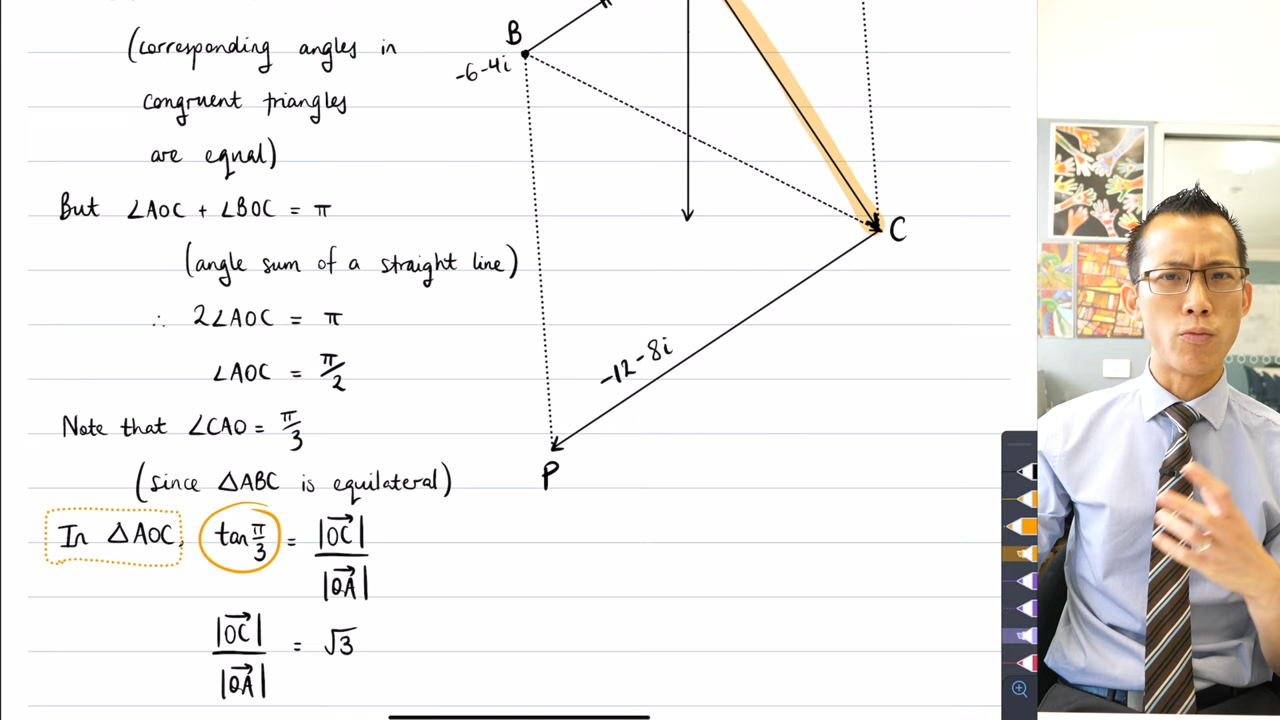 (corresponding angles in
congruent triangles
are equal)
But ∠AOC + ∠BOC = π
(angle sum of a straight line)
∴ 2∠AOC = π
∠AOC = π/2
Note that ∠CAO = π/3
(since △ABC is equilateral)
In △AOC, tan π/3 = |OC→| / |OA→|
|OC→| / |OA→| = √3
B
-6-4i
C
-12-8i
P